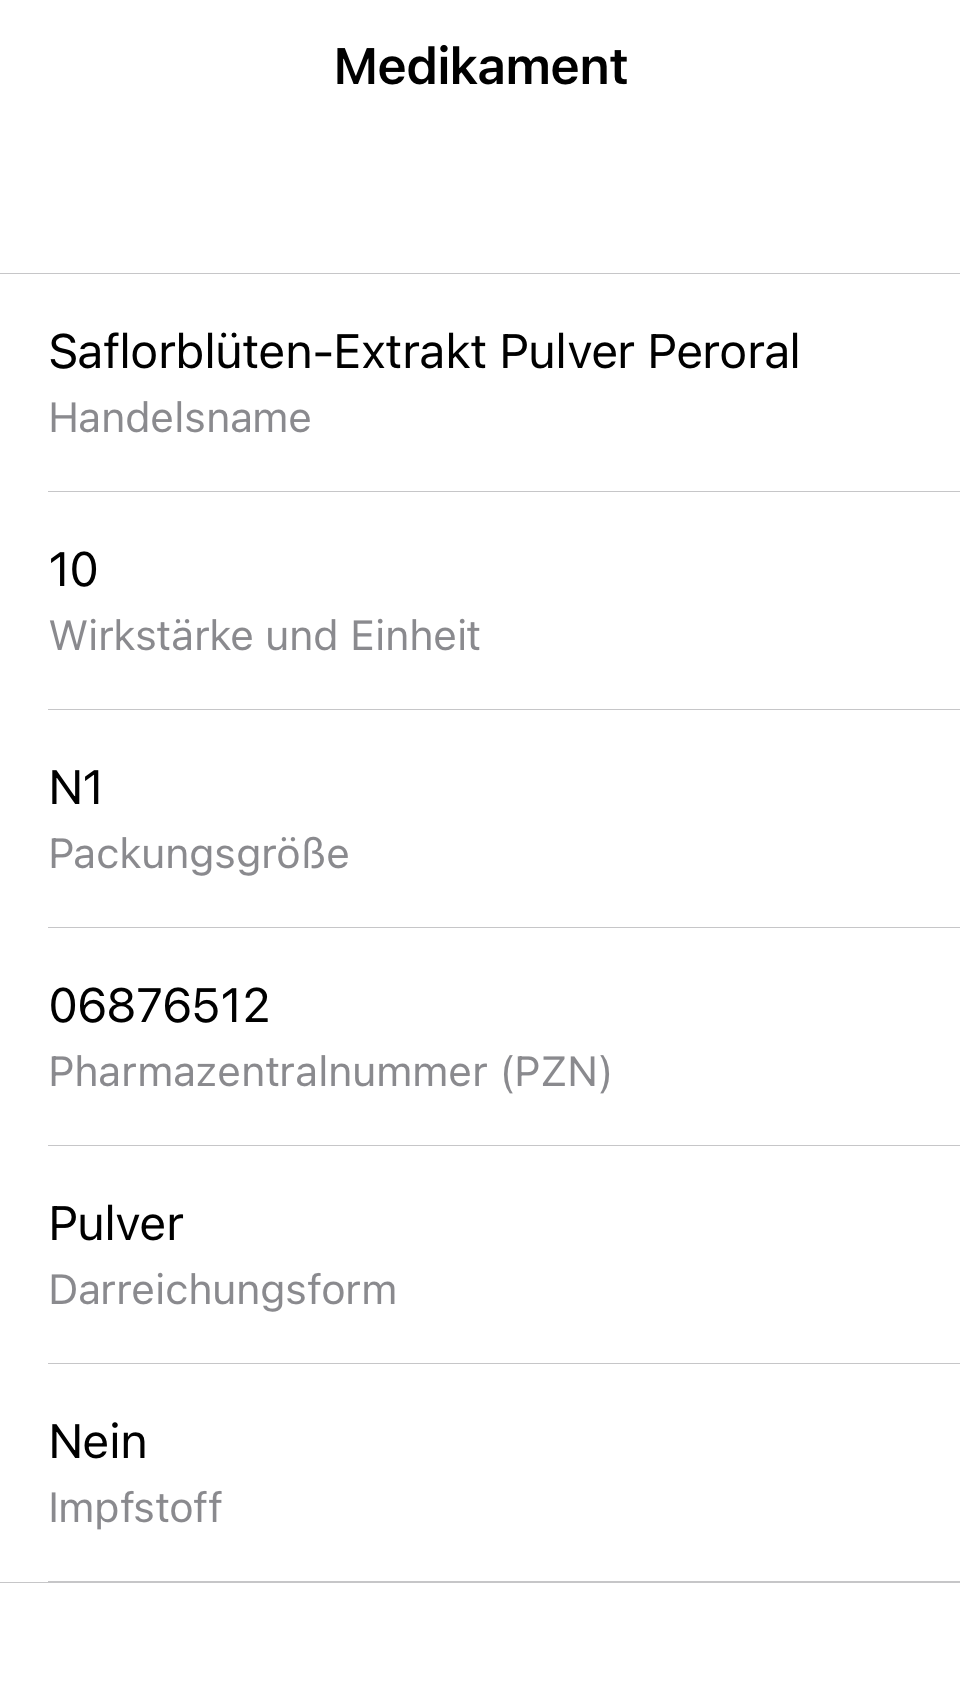 Medikament
Saflorblüten-Extrakt Pulver Peroral
Handelsname
10
Wirkstärke und Einheit
N1
Packungsgröße
06876512
Pharmazentralnummer (PZN)
Pulver
Darreichungsform
Nein
Impfstoff